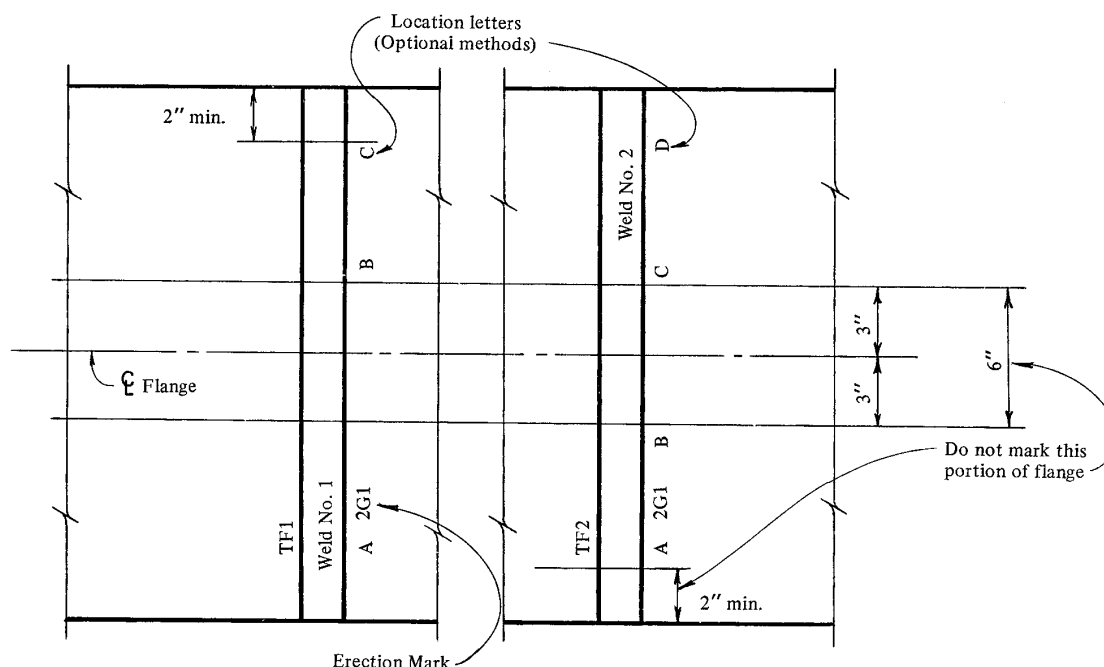 Location letters
(Optional methods)
2″ min.
C
D
Weld No. 2
B
C
3″
6″
℄ Flange
3″
B
Do not mark this
portion of flange
TF1
Weld No. 1
A 2G1
TF2
A 2G1
2″ min.
Erection Mark